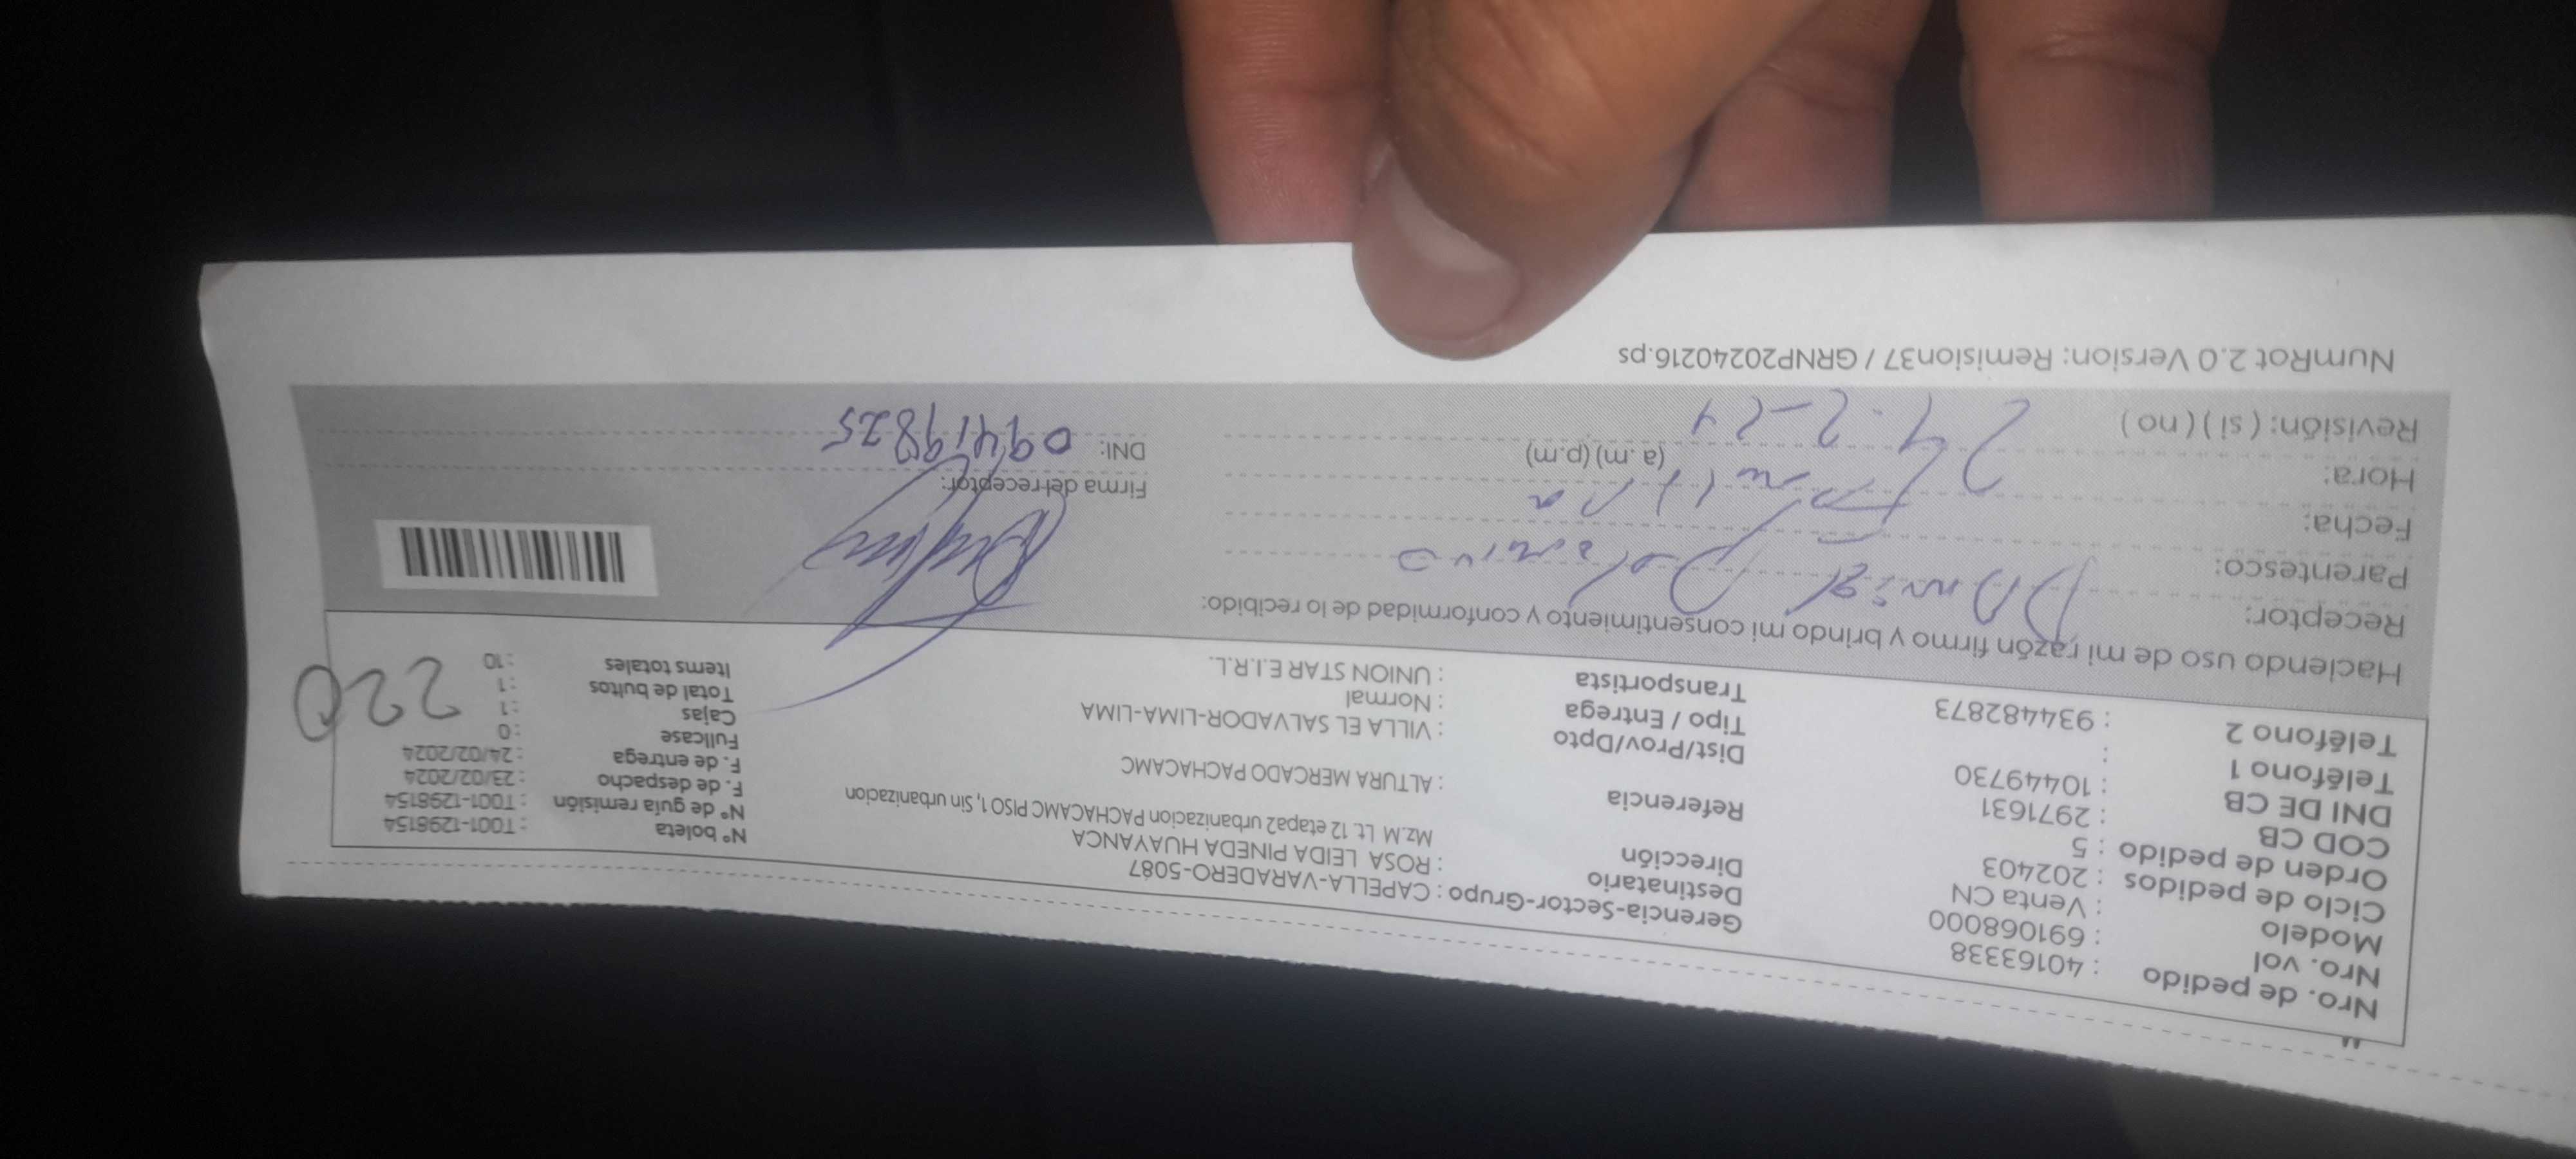 Nro. de pedido : 40163338
Nro. vol : 691068000
Modelo : Venta CN
Ciclo de pedidos : 202403
Orden de pedido : 5
COD CB : 2971631
DNI DE CB : 10449730
Teléfono 1 :
Teléfono 2 : 934482873
Gerencia-Sector-Grupo : CAPELLA-VARADERO-5087
Destinatario : ROSA LEIDA PINEDA HUAYANCA
Dirección Mz.M Lt. 12 etapa2 urbanizacion PACHACAMC PISO 1, Sin urbanizacion
Referencia : ALTURA MERCADO PACHACAMC
Dist/Prov/Dpto : VILLA EL SALVADOR-LIMA-LIMA
Tipo / Entrega : Normal
Transportista : UNION STAR E.I.R.L.
N° boleta : T001-1298154
N° de guía remisión : T001-1298154
F. de despacho : 23/02/2024
F. de entrega : 24/02/2024
Fullcase : 0
Cajas : 1
Total de bultos : 1
Items totales : 10
220
Haciendo uso de mi razón firmo y brindo mi consentimiento y conformidad de lo recibido:
Receptor: Daniel
Parentesco:
Fecha:
Hora: (a.m) (p.m)
24-2-24
Revisión: ( si ) ( no )
Firma del receptor:
DNI: 09419825
NumRot 2.0 Version: Remision37 / GRNP20240216.ps